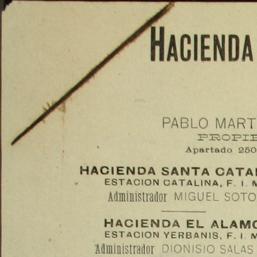 HACIENDA
PABLO MART
PROPIE
Apartado 250
HACIENDA SANTA CATAL
ESTACION CATALINA, F. I. M
Administrador MIGUEL SOTO
HACIENDA EL ALAMO
ESTACION YERBANIS, F. I. M
Administrador DIONISIO SALAS